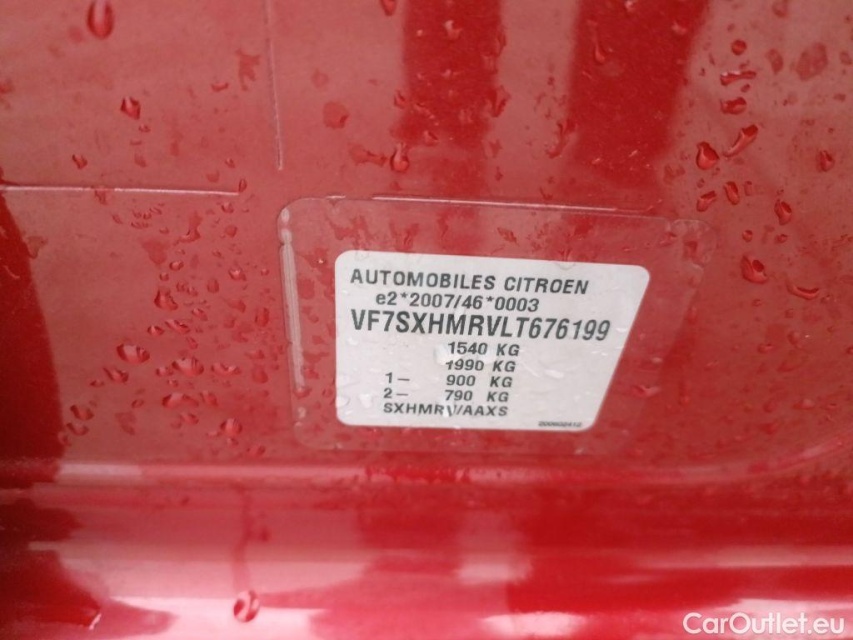 AUTOMOBILES CITROEN
e2*2007/46*0003
VF7SXHMRVLT676199
1540 KG
1990 KG
1- 900 KG
2- 790 KG
SXHMRV/AAXS
CarOutlet.eu